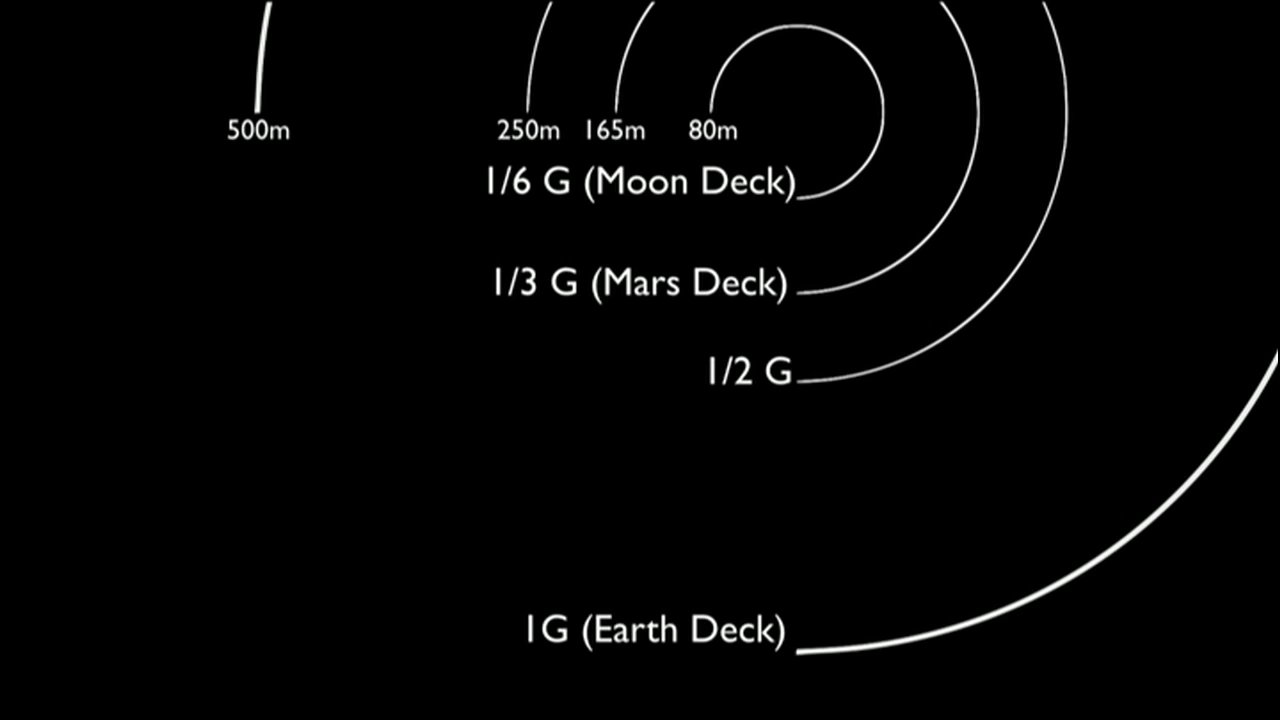 500m 250m 165m 80m
1/6 G (Moon Deck)
1/3 G (Mars Deck)
1/2 G
1G (Earth Deck)